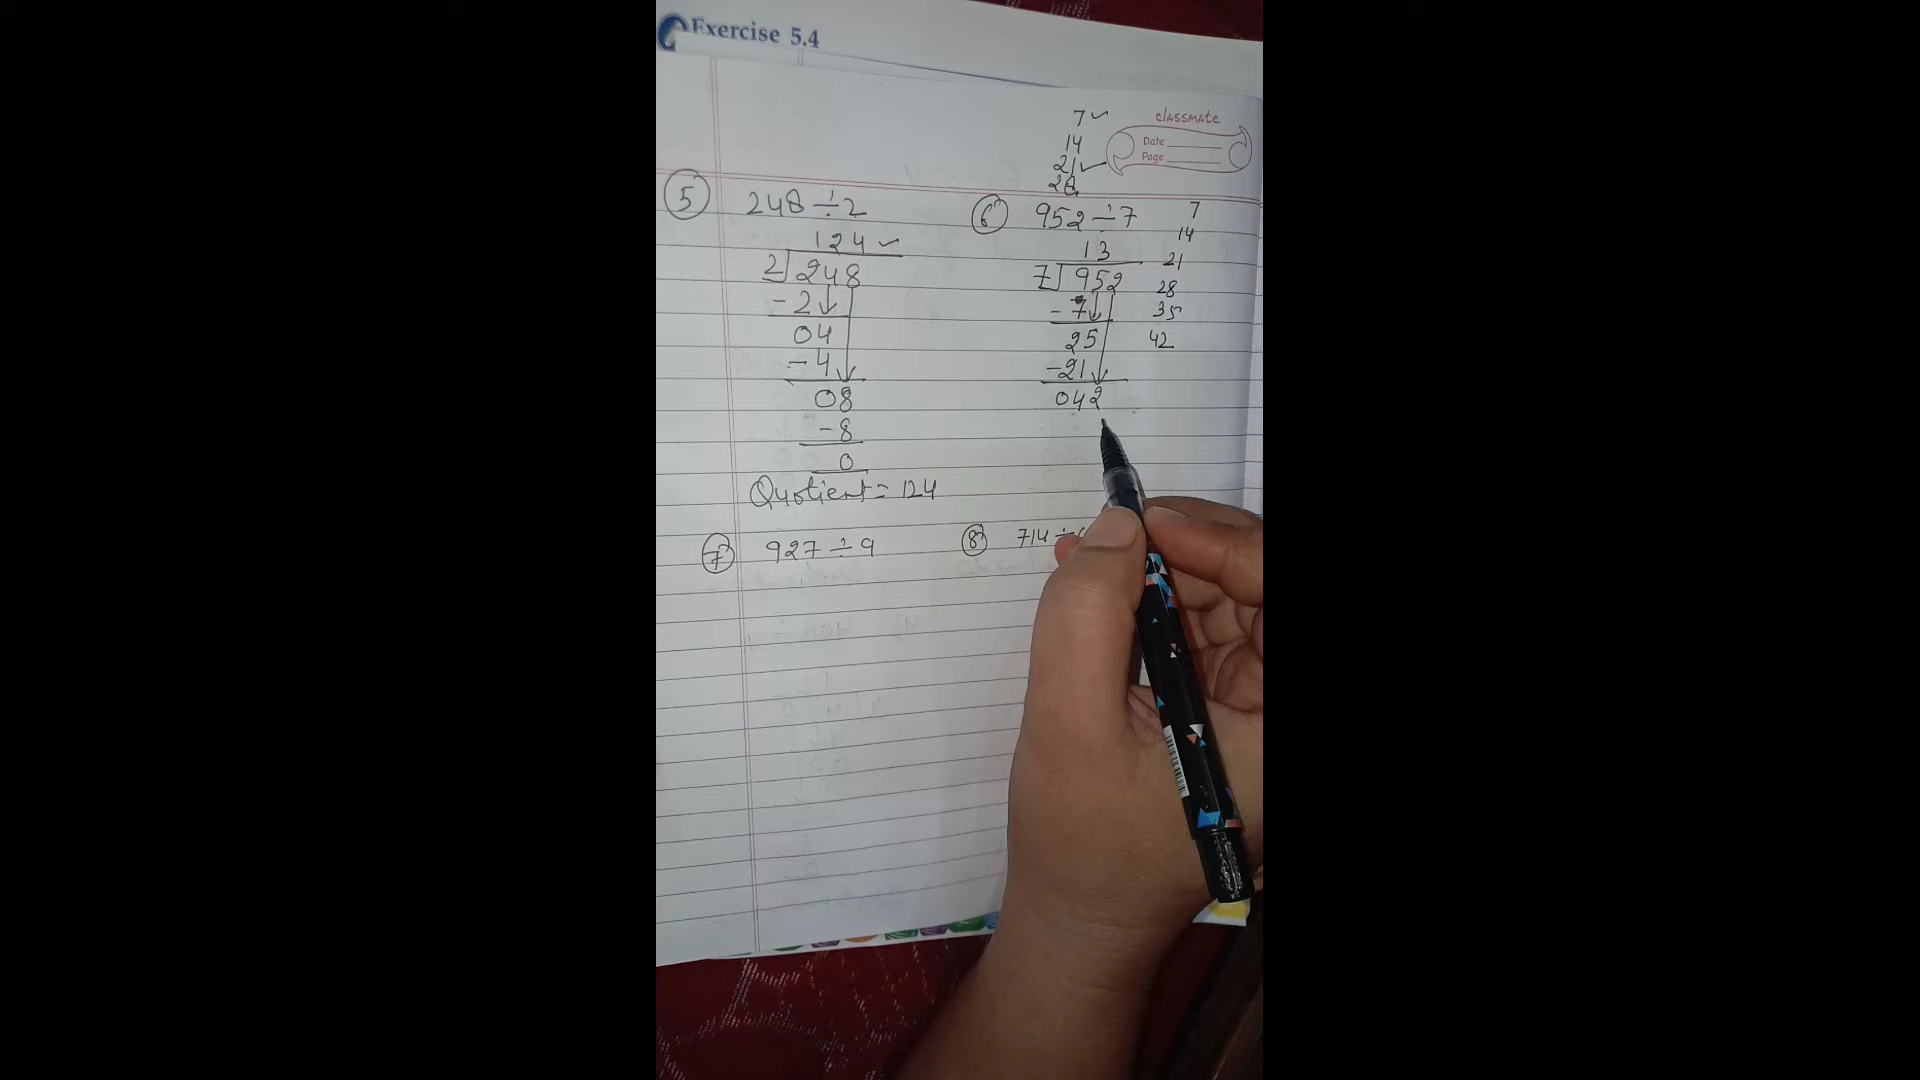 Exercise 5.4
classmate
Date
Page
7 ✓
14
21 ✓
28
5 248 ÷ 2
124 ✓
2 248
- 2
04
- 4
08
- 8
0
Quotient = 124
6 952 ÷ 7
13
7 952
- 7
25
- 21
042
7
14
21
28
35
42
7 927 ÷ 9
8 714 ÷